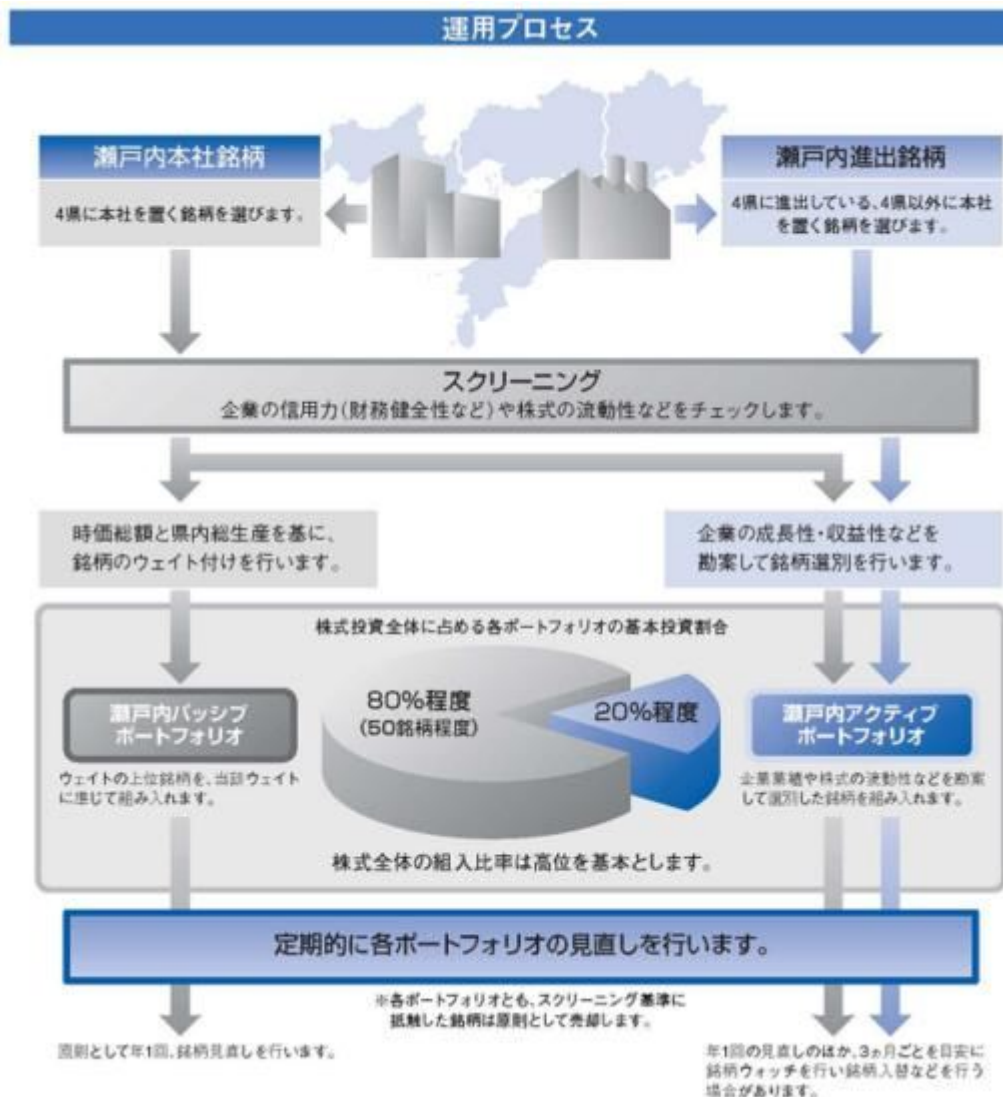 運用プロセス
瀬戸内本社銘柄
4県に本社を置く銘柄を選びます。
瀬戸内進出銘柄
4県に進出している、4県以外に本社
を置く銘柄を選びます。
スクリーニング
企業の信用力(財務健全性など)や株式の流動性などをチェックします。
時価総額と県内総生産を基に、
銘柄のウェイト付けを行います。
企業の成長性・収益性などを
勘案して銘柄選別を行います。
株式投資全体に占める各ポートフォリオの基本投資割合
80%程度
(50銘柄程度)
20%程度
瀬戸内パッシブ
ポートフォリオ
ウェイトの上位銘柄を、当該ウェイト
に準じて組み入れます。
瀬戸内アクティブ
ポートフォリオ
企業業績や株式の流動性などを勘案
して選別した銘柄を組み入れます。
株式全体の組入比率は高位を基本とします。
定期的に各ポートフォリオの見直しを行います。
※各ポートフォリオとも、スクリーニング基準に
抵触した銘柄は原則として売却します。
原則として年1回、銘柄見直しを行います。
年1回の見直しのほか、3ヵ月ごとを目安に
銘柄ウォッチを行い銘柄入替などを行う
場合があります。